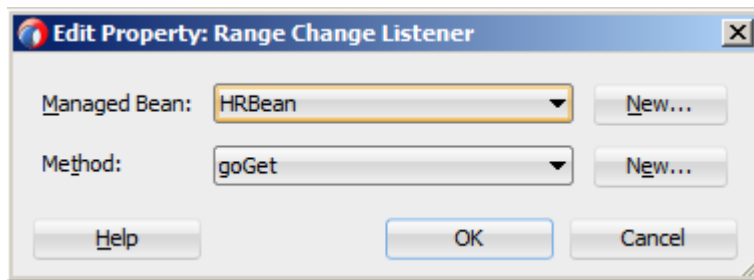 Edit Property: Range Change Listener
Managed Bean: HRBean New...
Method: goGet New...
Help OK Cancel